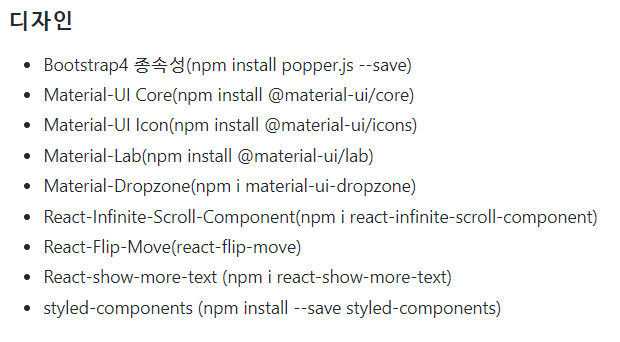 디자인
Bootstrap4 종속성(npm install popper.js --save)
Material-UI Core(npm install @material-ui/core)
Material-UI Icon(npm install @material-ui/icons)
Material-Lab(npm install @material-ui/lab)
Material-Dropzone(npm i material-ui-dropzone)
React-Infinite-Scroll-Component(npm i react-infinite-scroll-component)
React-Flip-Move(react-flip-move)
React-show-more-text (npm i react-show-more-text)
styled-components (npm install --save styled-components)